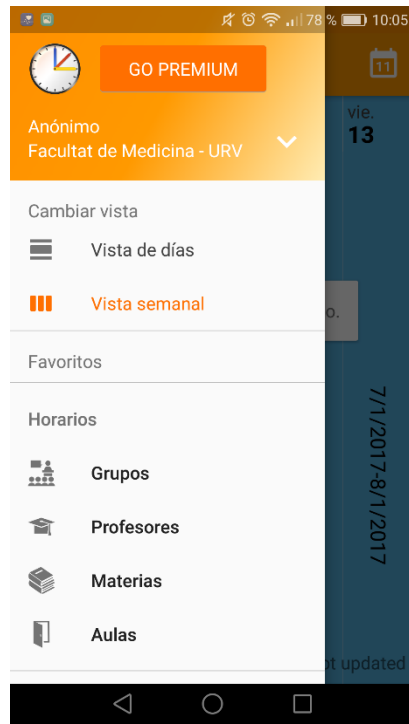 78 % 10:05
GO PREMIUM
11
Anónimo
Facultat de Medicina - URV
vie.
13
Cambiar vista
Vista de días
Vista semanal
o.
Favoritos
Horarios
Grupos
Profesores
Materias
Aulas
7/1/2017-8/1/2017
ot updated